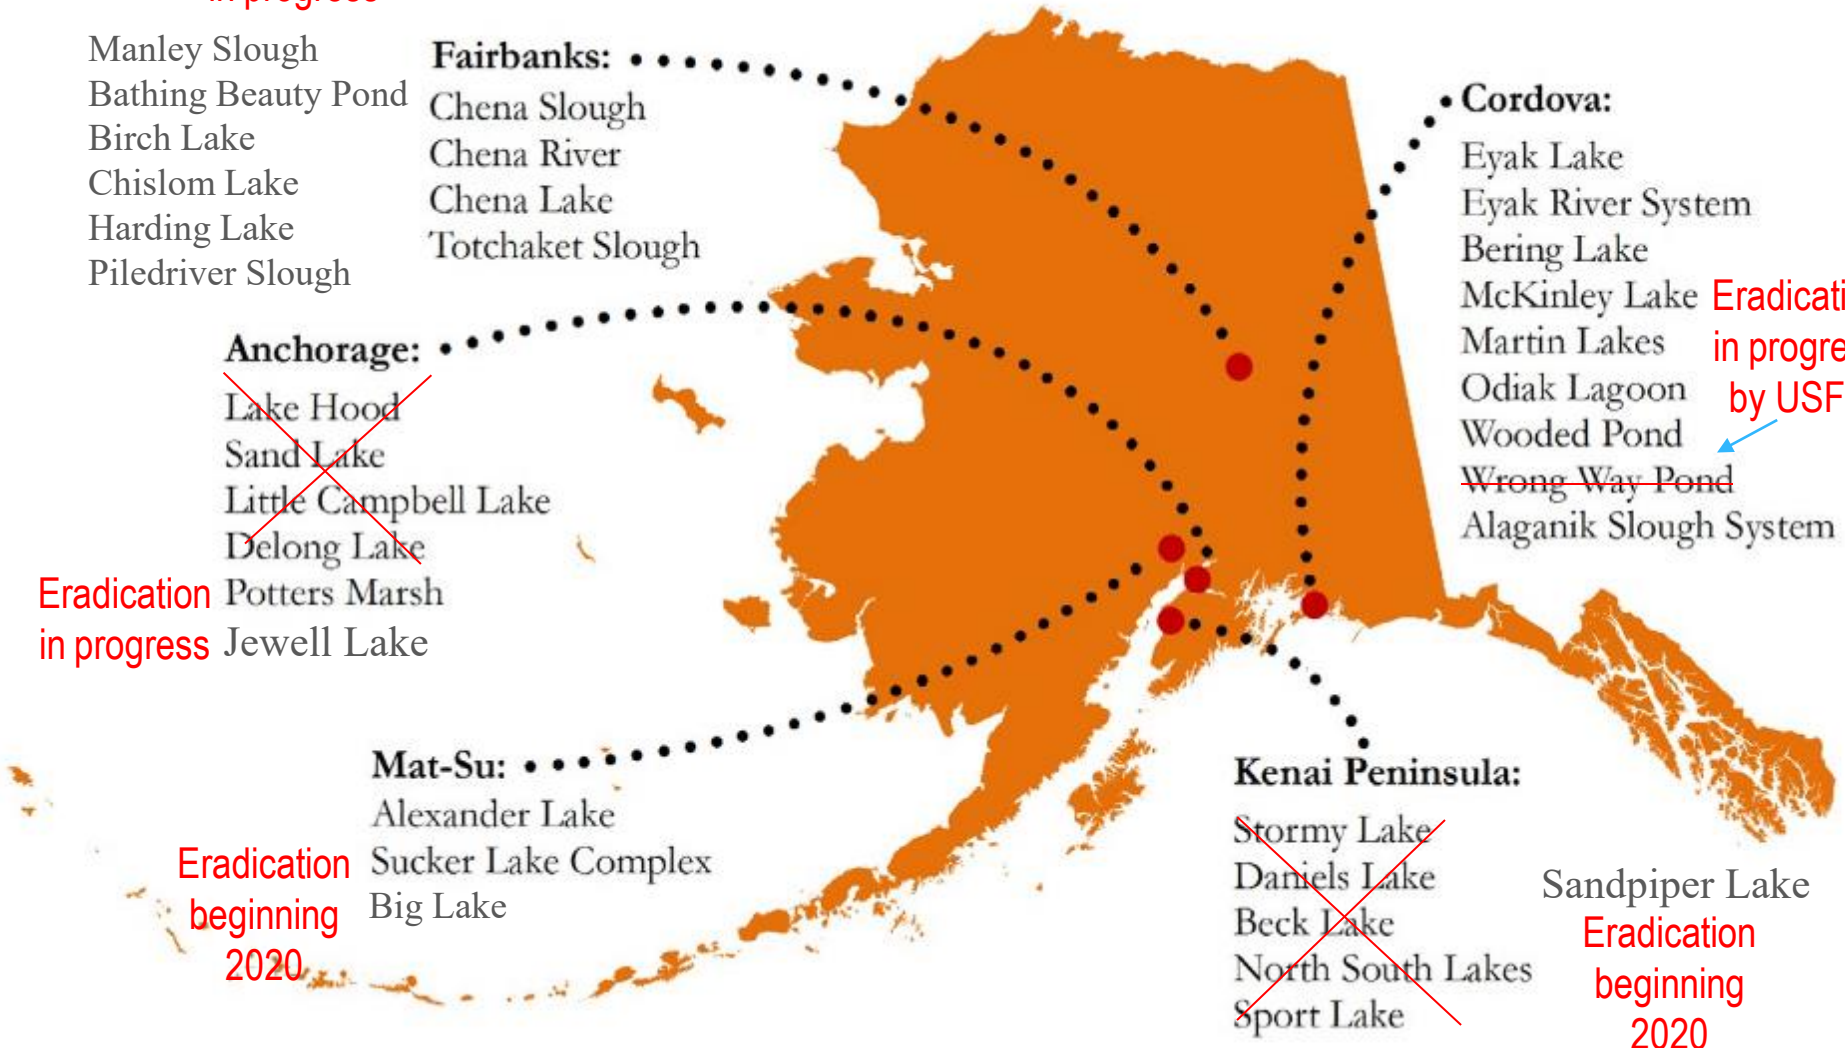 in progress
Manley Slough
Bathing Beauty Pond
Birch Lake
Chislom Lake
Harding Lake
Piledriver Slough
Fairbanks:
Chena Slough
Chena River
Chena Lake
Totchaket Slough
Cordova:
Eyak Lake
Eyak River System
Bering Lake
McKinley Lake
Martin Lakes
Odiak Lagoon
Wooded Pond
Wrong Way Pond
Alaganik Slough System
Eradicati
in progre
by USF
Anchorage:
Lake Hood
Sand Lake
Little Campbell Lake
Delong Lake
Potters Marsh
Jewell Lake
Eradication
in progress
Mat-Su:
Alexander Lake
Sucker Lake Complex
Big Lake
Eradication
beginning
2020
Kenai Peninsula:
Stormy Lake
Daniels Lake
Beck Lake
North South Lakes
Sport Lake
Sandpiper Lake
Eradication
beginning
2020